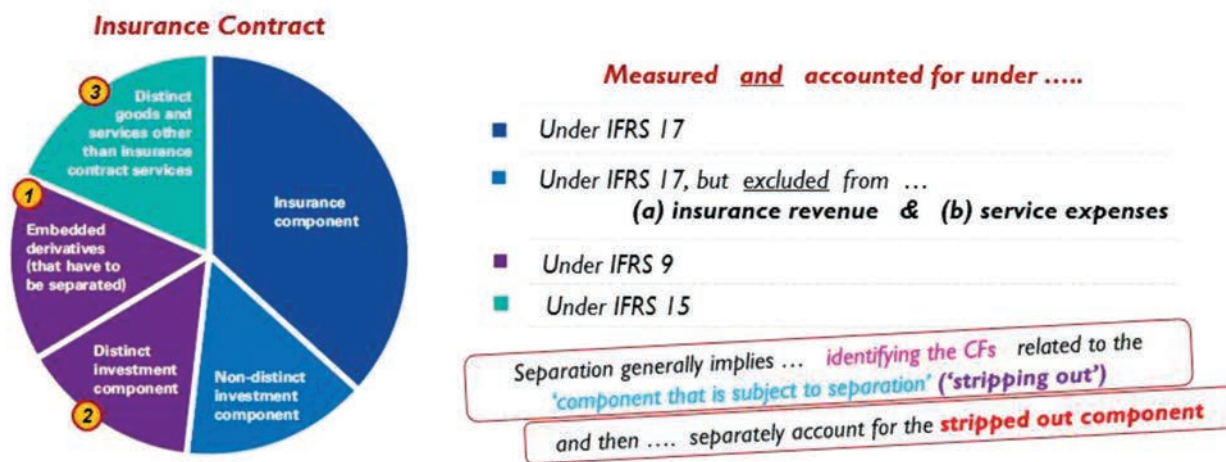 Insurance Contract
3
Distinct
goods and
services other
than insurance
contract services
1
Embedded
derivatives
(that have to
be separated)
Insurance
component
Distinct
investment
component
2
Non-distinct
investment
component
Measured and accounted for under .....
Under IFRS 17
Under IFRS 17, but excluded from ...
(a) insurance revenue & (b) service expenses
Under IFRS 9
Under IFRS 15
Separation generally implies ... identifying the CFs related to the
'component that is subject to separation' ('stripping out')
and then .... separately account for the stripped out component